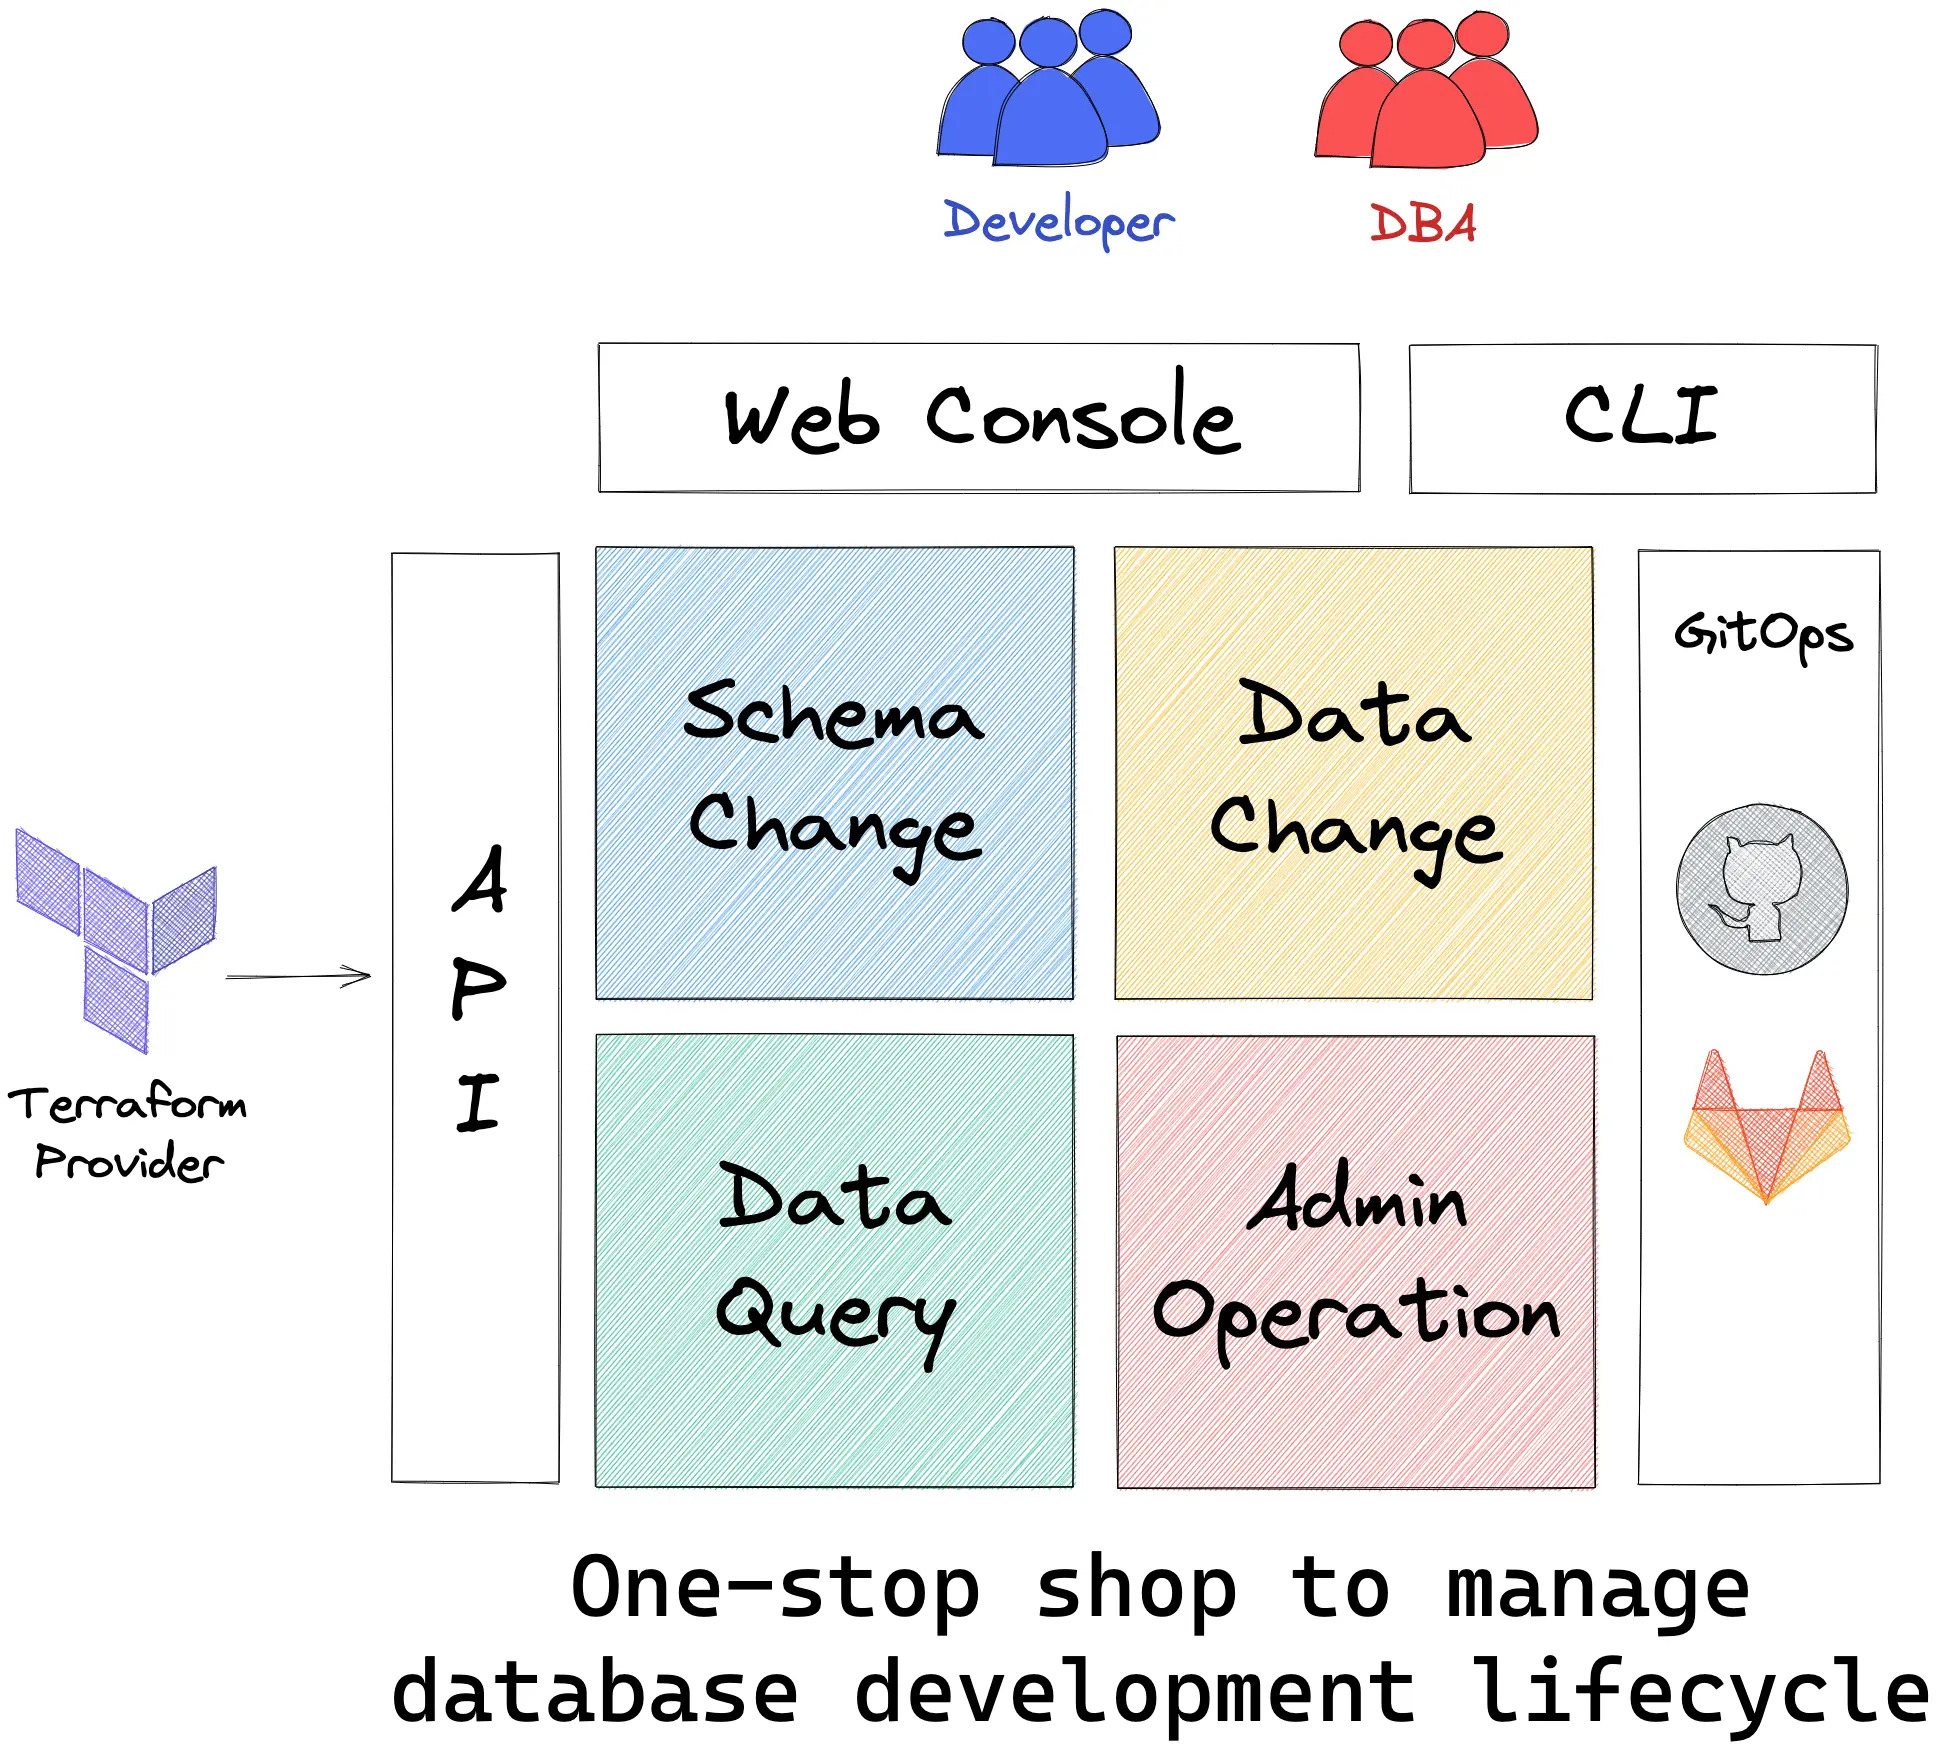 Developer
DBA
Web Console
CLI
Schema
Change
Data
Change
GitOps
A
P
I
Terraform
Provider
Data
Query
Admin
Operation
One-stop shop to manage
database development lifecycle